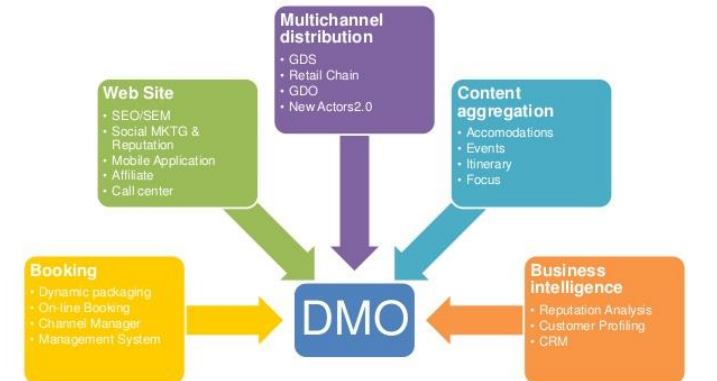 Multichannel
distribution
• GDS
• Retail Chain
• GDO
• New Actors2.0
Web Site
• SEO/SEM
• Social MKTG &
Reputation
• Mobile Application
• Affiliate
• Call center
Content
aggregation
• Accomodations
• Events
• Itinerary
• Focus
Booking
• Dynamic packaging
• On-line Booking
• Channel Manager
• Management System
DMO
Business
intelligence
• Reputation Analysis
• Customer Profiling
• CRM